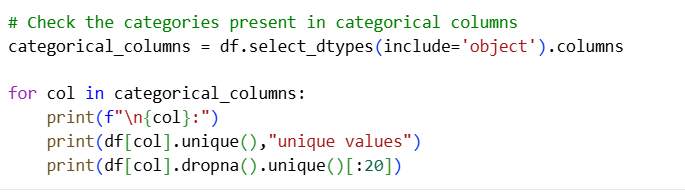 # Check the categories present in categorical columns
categorical_columns = df.select_dtypes(include='object').columns

for col in categorical_columns:
    print(f"\n{col}:")
    print(df[col].unique(),"unique values")
    print(df[col].dropna().unique()[:20])